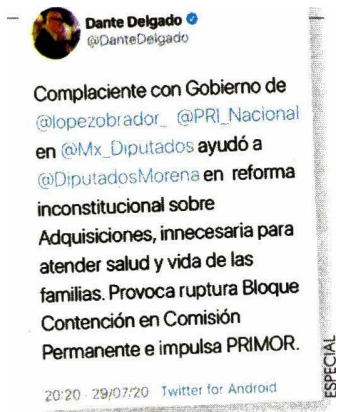 Dante Delgado
@DanteDelgado
Complaciente con Gobierno de
@lopezobrador_ @PRI_Nacional
en @Mx_Diputados ayudó a
@DiputadosMorena en reforma
inconstitucional sobre
Adquisiciones, innecesaria para
atender salud y vida de las
familias. Provoca ruptura Bloque
Contención en Comisión
Permanente e impulsa PRIMOR.
20:20 · 29/07/20 Twitter for Android
ESPECIAL